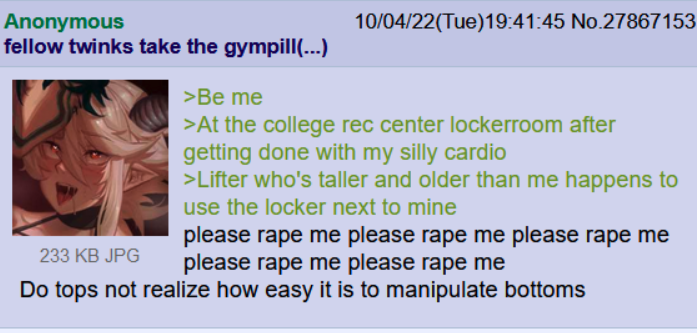 Anonymous 10/04/22(Tue)19:41:45 No.27867153
fellow twinks take the gympill(...)
>Be me
>At the college rec center lockerroom after
getting done with my silly cardio
>Lifter who's taller and older than me happens to
use the locker next to mine
please rape me please rape me please rape me
please rape me please rape me
233 KB JPG
Do tops not realize how easy it is to manipulate bottoms